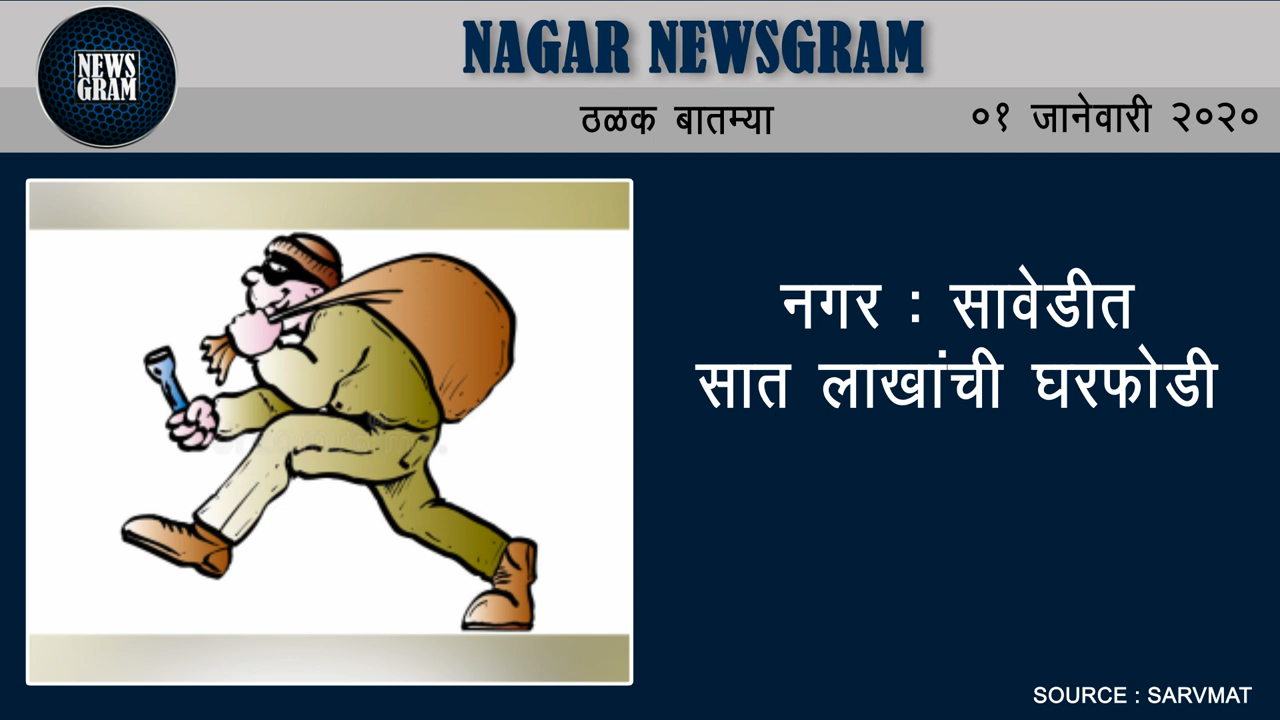 NEWS
GRAM
NAGAR NEWSGRAM
ठळक बातम्या
०१ जानेवारी २०२०
नगर : सावेडीत
सात लाखांची घरफोडी
SOURCE : SARVMAT